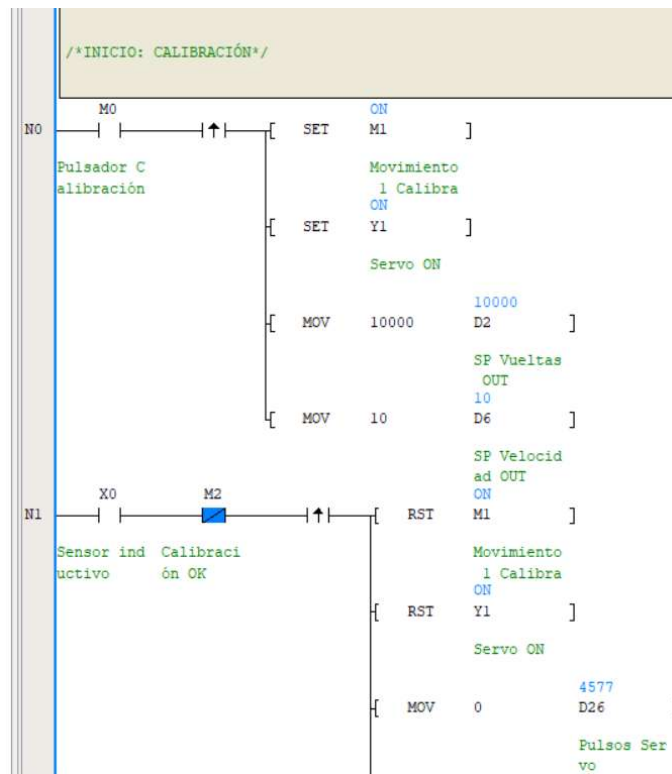 /*INICIO: CALIBRACIÓN*/
M0 ON
N0 SET M1 ]
Pulsador C Movimiento
alibración 1 Calibra
ON
SET Y1 ]
Servo ON
10000
MOV 10000 D2 ]
SP Vueltas
OUT
10
MOV 10 D6 ]
SP Velocid
ad OUT
X0 M2 ON
N1 RST M1 ]
Sensor ind Calibraci Movimiento
uctivo ón OK 1 Calibra
ON
RST Y1 ]
Servo ON
4577
MOV 0 D26
Pulsos Ser
vo